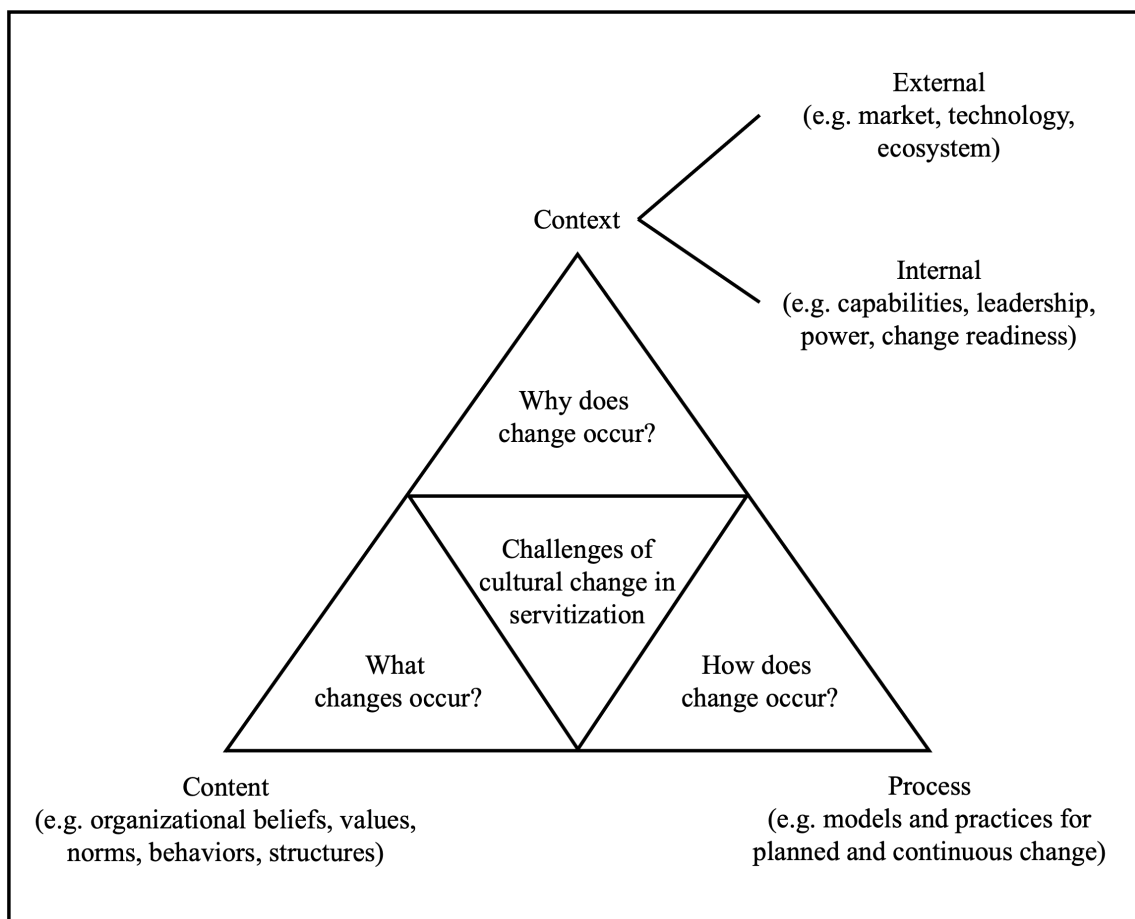 External
(e.g. market, technology,
ecosystem)
Context
Internal
(e.g. capabilities, leadership,
power, change readiness)
Why does
change occur?
Challenges of
cultural change in
servitization
What
changes occur?
How does
change occur?
Content
(e.g. organizational beliefs, values,
norms, behaviors, structures)
Process
(e.g. models and practices for
planned and continuous change)